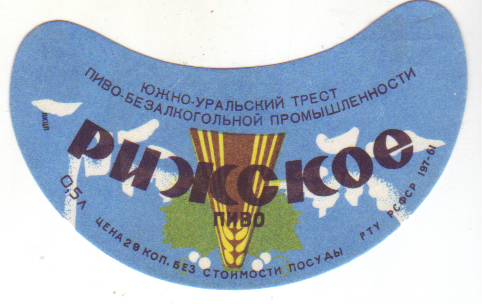 ЮЖНО-УРАЛЬСКИЙ ТРЕСТ
ПИВО-БЕЗАЛКОГОЛЬНОЙ ПРОМЫШЛЕННОСТИ
РИЖСКОЕ
ПИВО
0,5 л ЦЕНА 28 КОП. БЕЗ СТОИМОСТИ ПОСУДЫ РТУ РСФСР 197-61